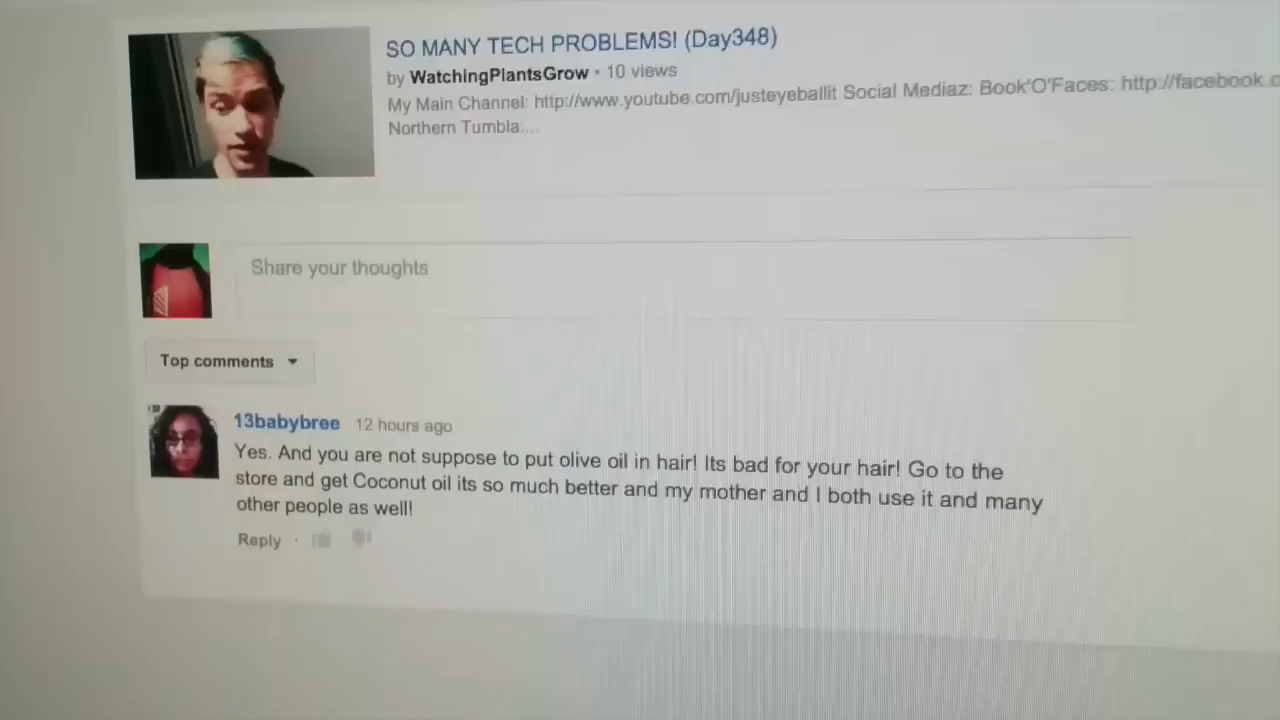 SO MANY TECH PROBLEMS! (Day348)
by WatchingPlantsGrow · 10 views
My Main Channel: http://www.youtube.com/justeyeballit Social Mediaz: Book'O'Faces: http://facebook.c
Northern Tumbla:...
Share your thoughts
Top comments
13babybree 12 hours ago
Yes. And you are not suppose to put olive oil in hair! Its bad for your hair! Go to the
store and get Coconut oil its so much better and my mother and I both use it and many
other people as well!
Reply ·